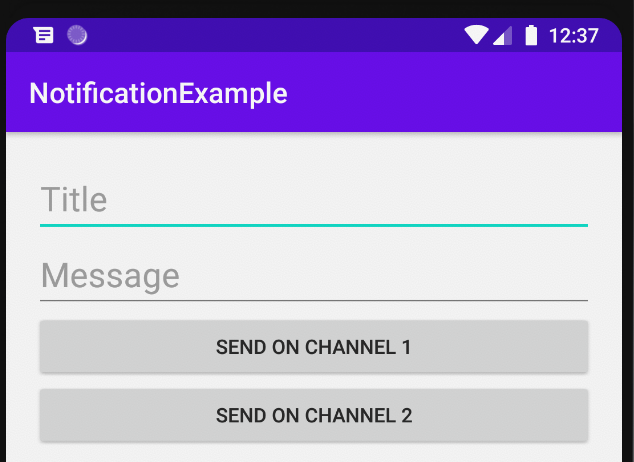 12:37
NotificationExample
Title
Message
SEND ON CHANNEL 1
SEND ON CHANNEL 2